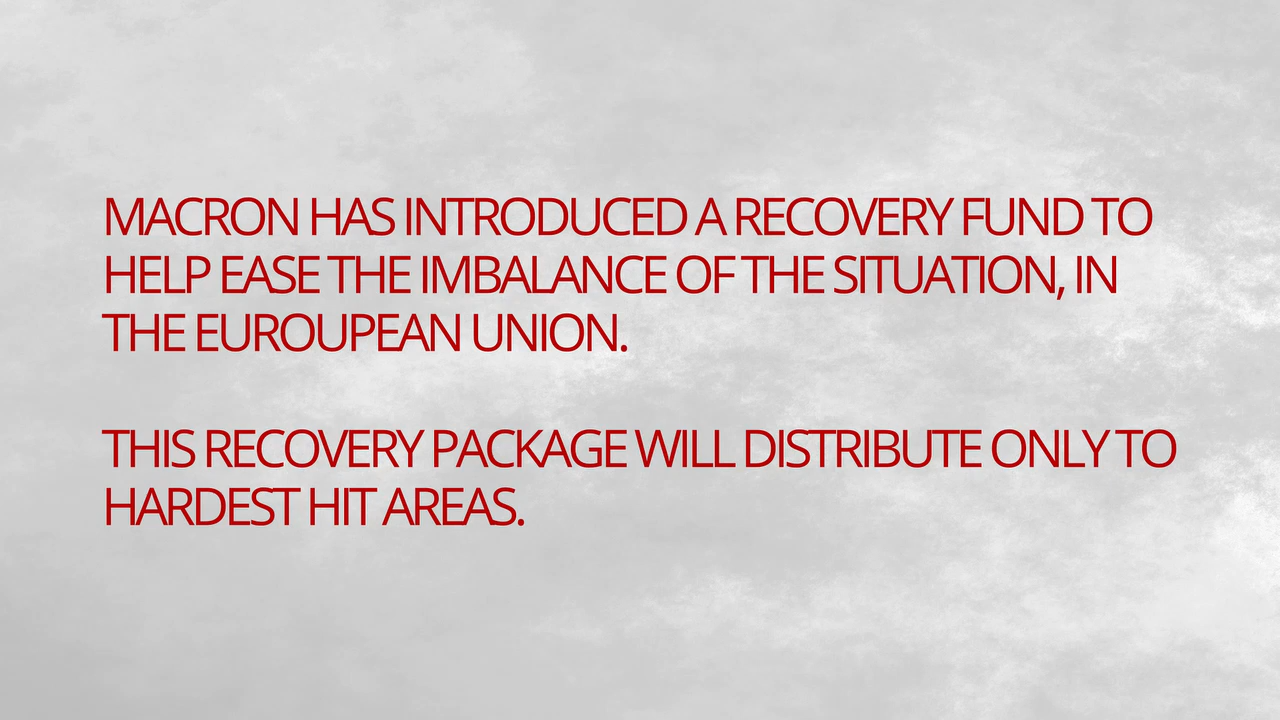 MACRON HAS INTRODUCED A RECOVERY FUND TO
HELP EASE THE IMBALANCE OF THE SITUATION, IN
THE EUROUPEAN UNION.
THIS RECOVERY PACKAGE WILL DISTRIBUTE ONLY TO
HARDEST HIT AREAS.